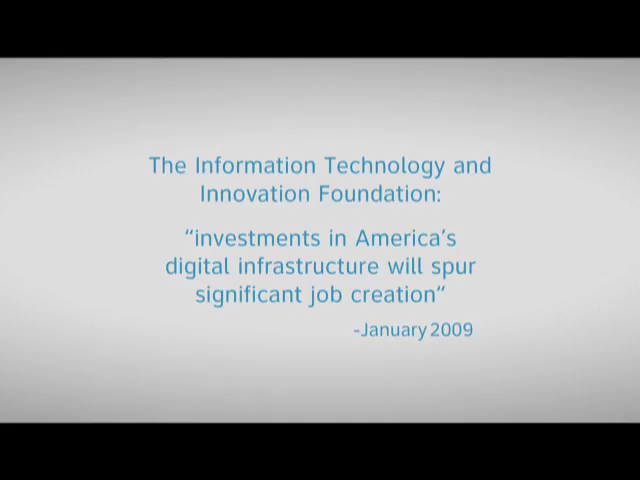 The Information Technology and
Innovation Foundation:
“investments in America’s
digital infrastructure will spur
significant job creation”
-January 2009